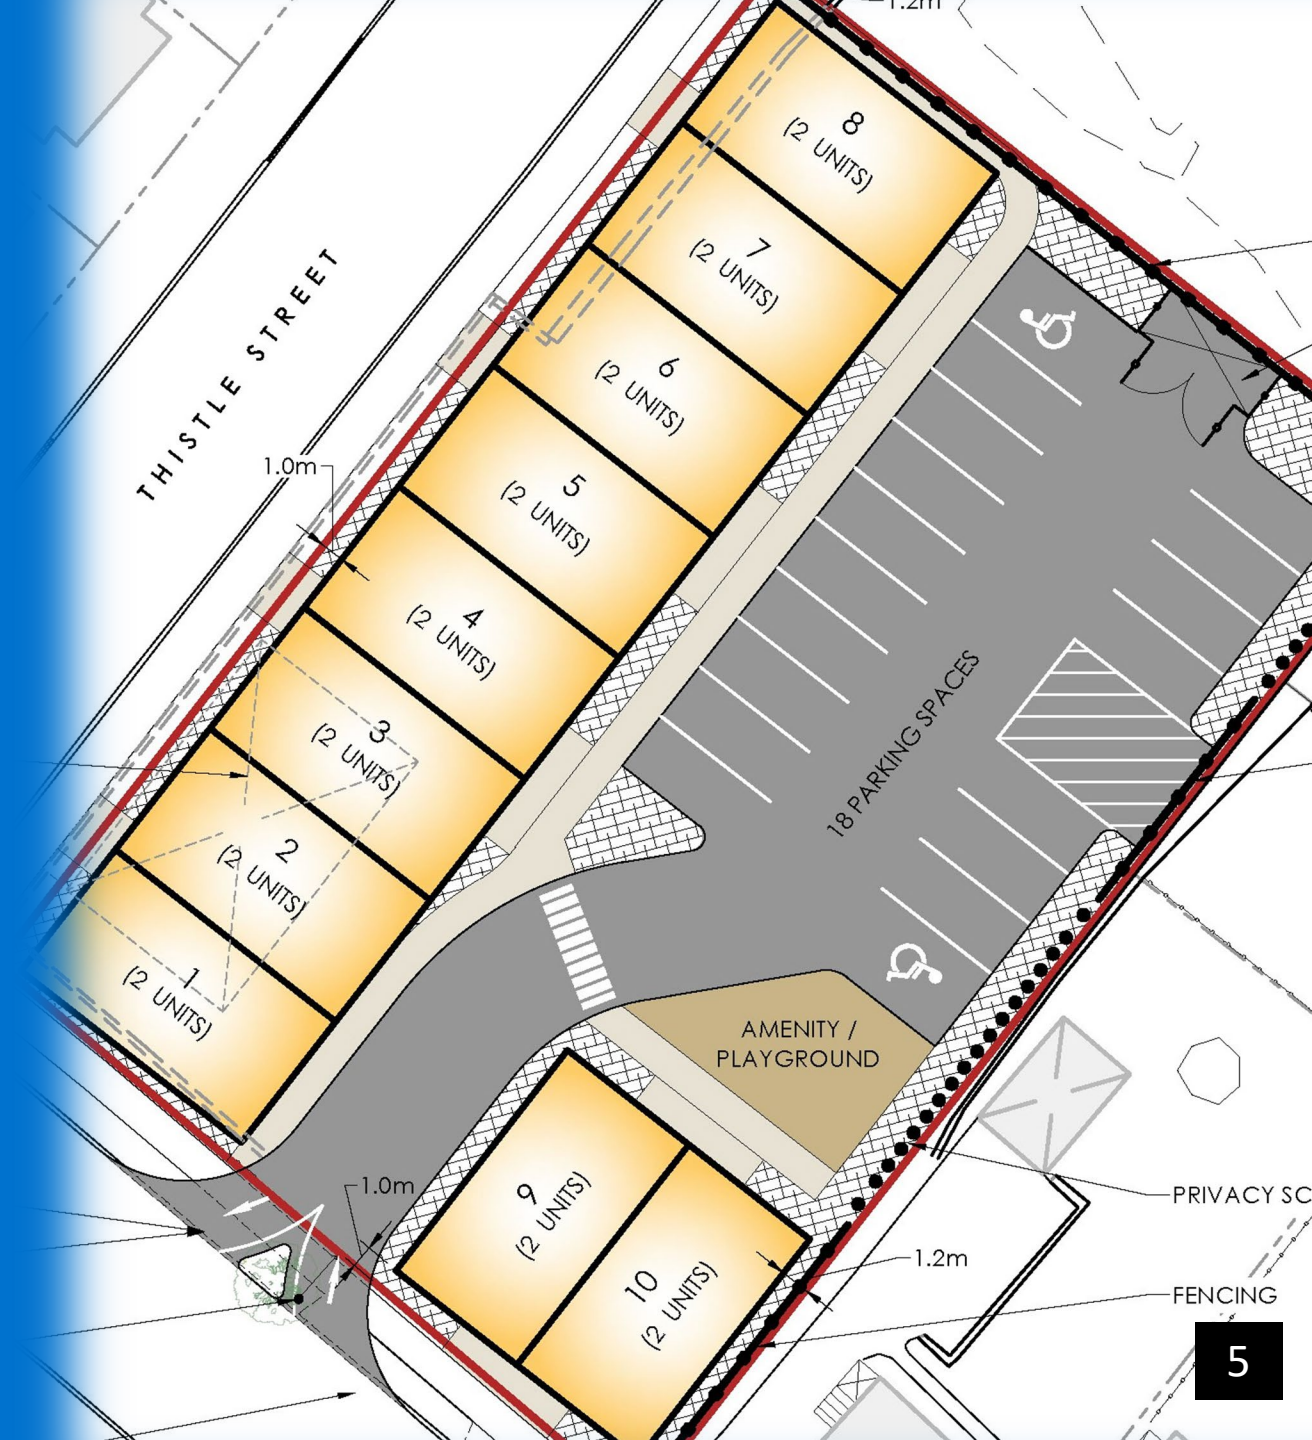 1.2m
8
(2 UNITS)
7
(2 UNITS)
6
(2 UNITS)
5
(2 UNITS)
4
(2 UNITS)
3
(2 UNITS)
2
(2 UNITS)
1
(2 UNITS)
THISTLE STREET
1.0m
18 PARKING SPACES
AMENITY /
PLAYGROUND
9
(2 UNITS)
10
(2 UNITS)
1.0m
PRIVACY SC
1.2m
FENCING
5